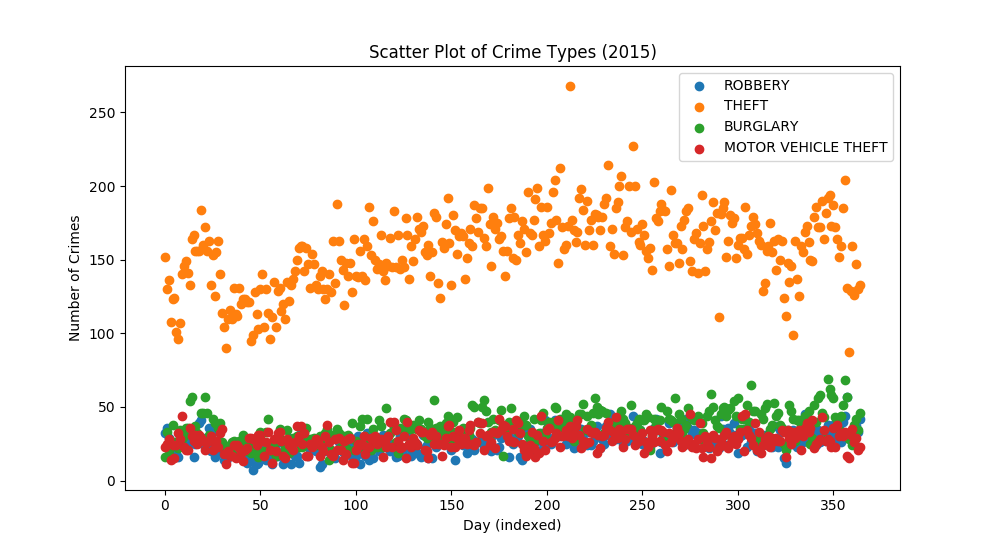 Scatter Plot of Crime Types (2015)
ROBBERY
THEFT
BURGLARY
MOTOR VEHICLE THEFT
Number of Crimes
250
200
150
100
50
0
0 50 100 150 200 250 300 350
Day (indexed)